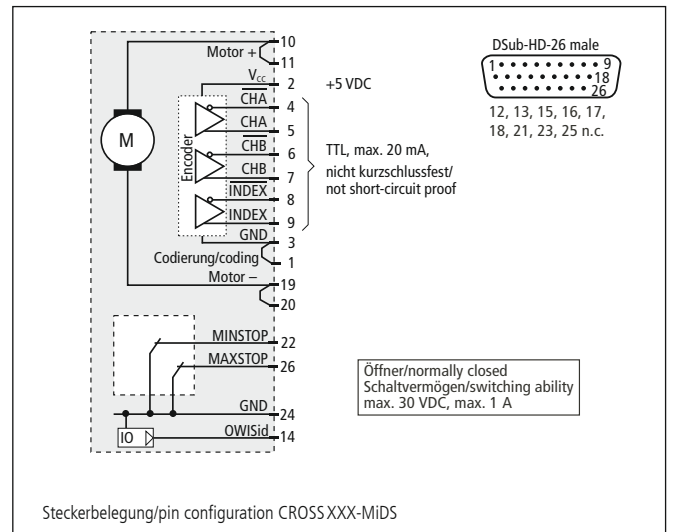 10
Motor +
11
Vcc 2 +5 VDC
C̅H̅A̅ 4
CHA 5
C̅H̅B̅ 6
CHB 7
I̅N̅D̅E̅X̅ 8
INDEX 9
GND 3
Encoder
M
TTL, max. 20 mA,
nicht kurzschlussfest/
not short-circuit proof
Codierung/coding
1
Motor –
19
20
MINSTOP 22
MAXSTOP 26
GND 24
IO
OWISid 14
DSub-HD-26 male
1 9
18
26
12, 13, 15, 16, 17,
18, 21, 23, 25 n.c.
Öffner/normally closed
Schaltvermögen/switching ability
max. 30 VDC, max. 1 A
Steckerbelegung/pin configuration CROSS XXX-MiDS